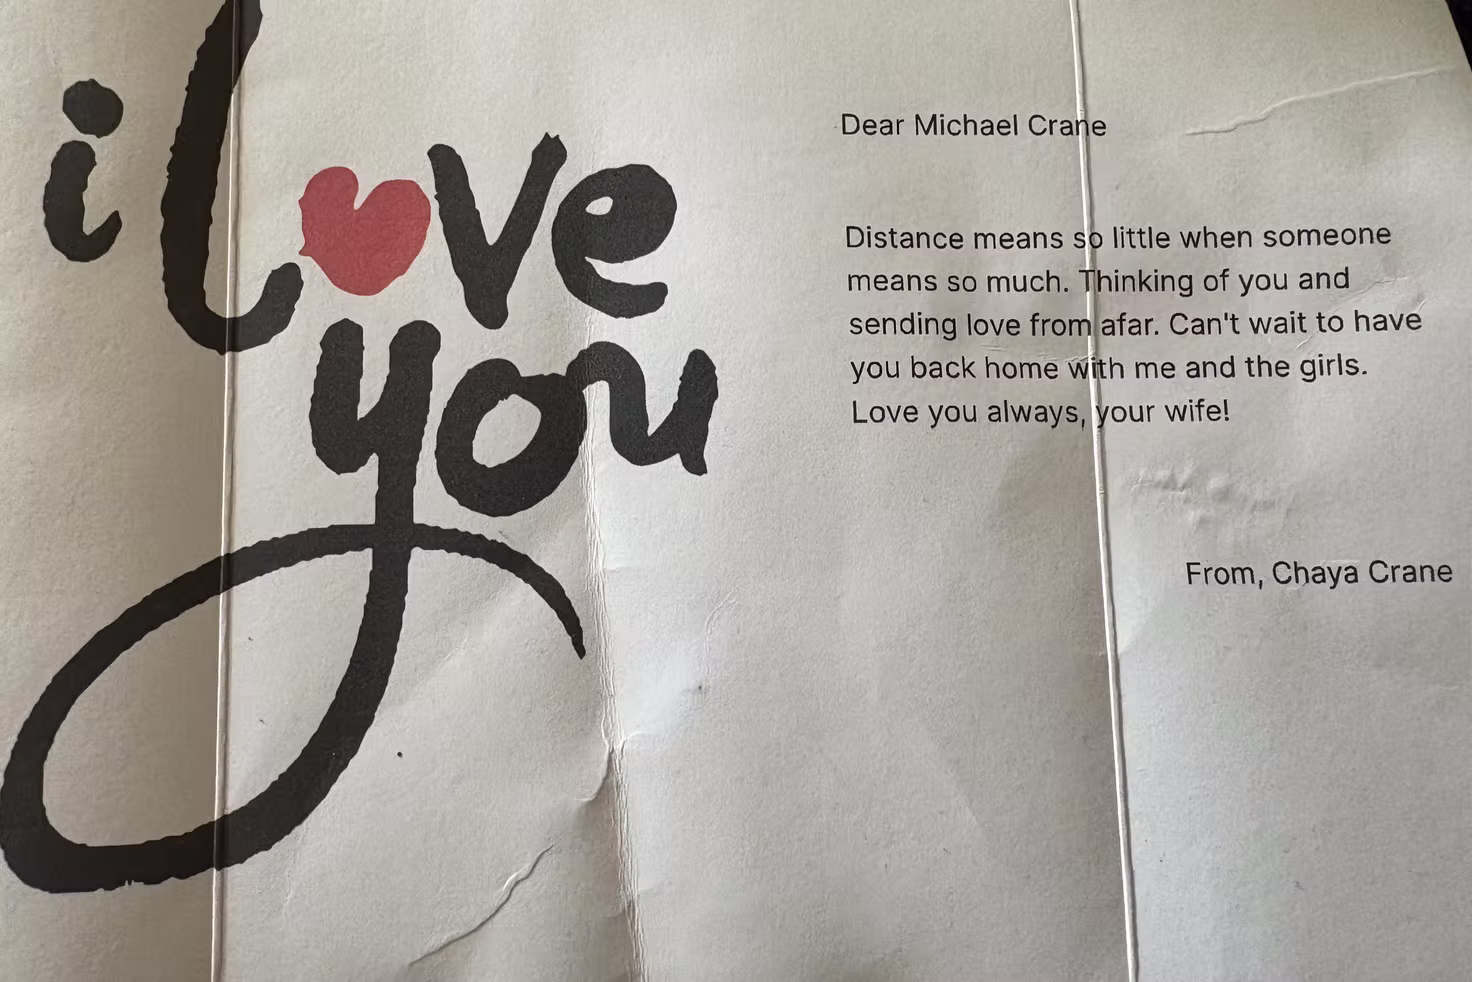 i love
you
Dear Michael Crane
Distance means so little when someone
means so much. Thinking of you and
sending love from afar. Can't wait to have
you back home with me and the girls.
Love you always, your wife!
From, Chaya Crane